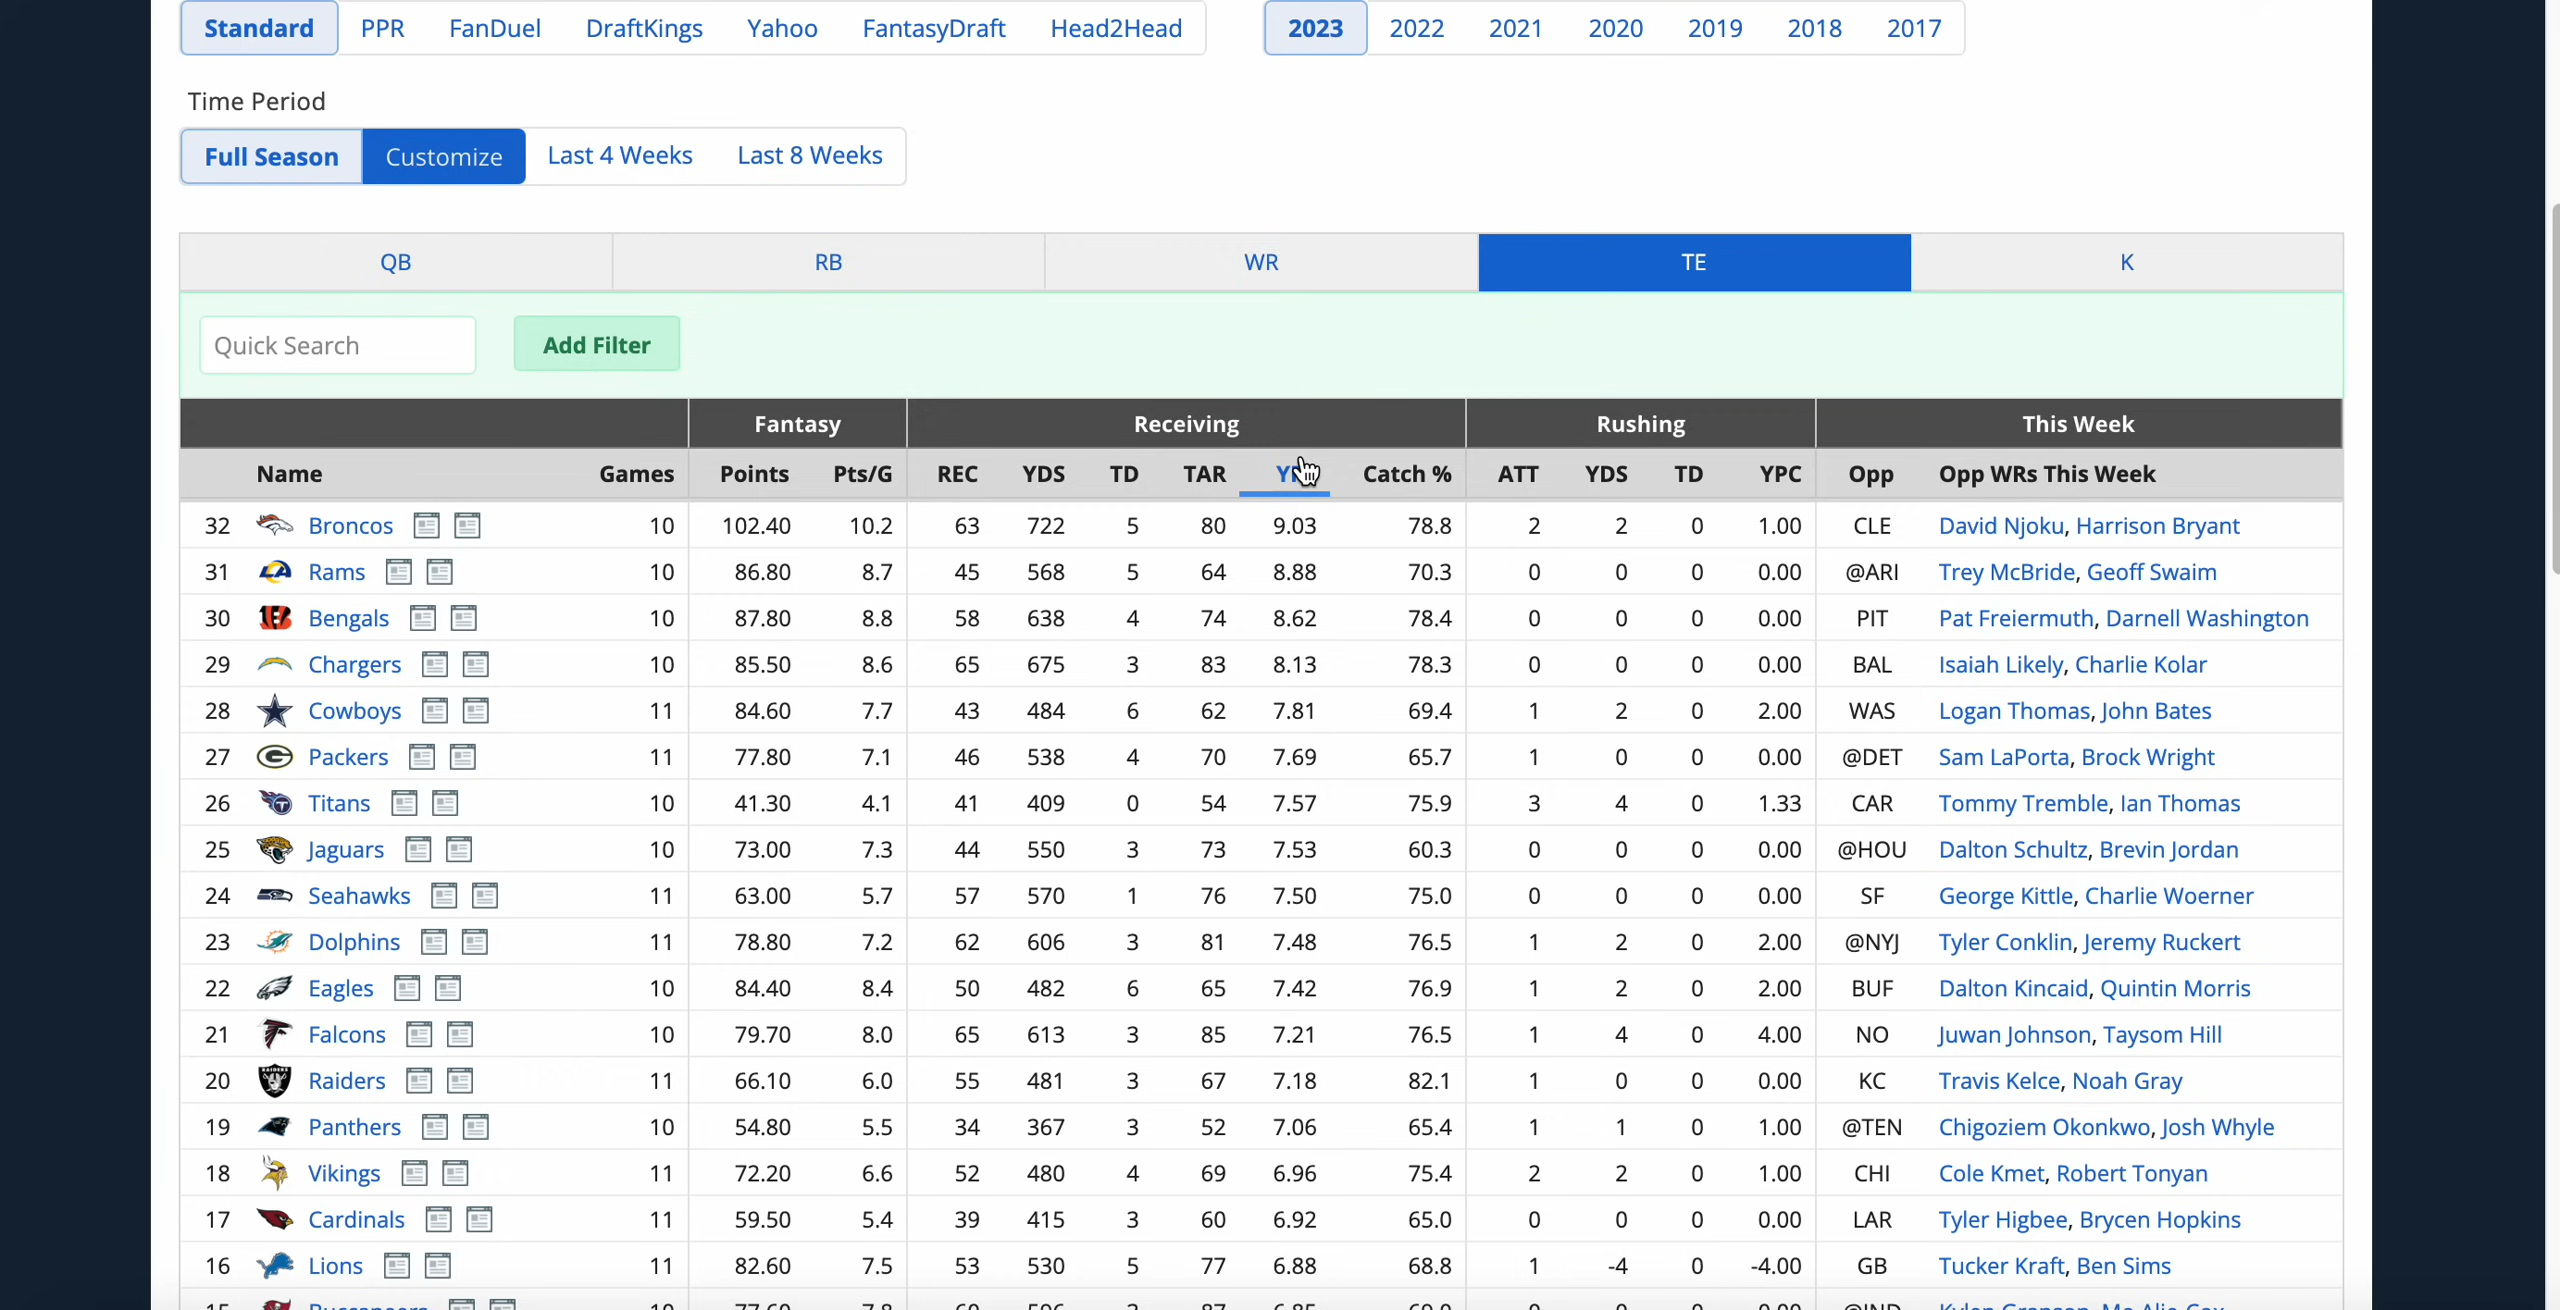 Standard PPR FanDuel DraftKings Yahoo FantasyDraft Head2Head 2023 2022 2021 2020 2019 2018 2017
Time Period
Full Season Customize Last 4 Weeks Last 8 Weeks
QB RB WR TE K
Quick Search Add Filter
Fantasy Receiving Rushing This Week
Name Games Points Pts/G REC YDS TD TAR Catch % ATT YDS TD YPC Opp Opp WRs This Week
32 Broncos 10 102.40 10.2 63 722 5 80 9.03 78.8 2 2 0 1.00 CLE David Njoku, Harrison Bryant
31 Rams 10 86.80 8.7 45 568 5 64 8.88 70.3 0 0 0 0.00 @ARI Trey McBride, Geoff Swaim
30 Bengals 10 87.80 8.8 58 638 4 74 8.62 78.4 0 0 0 0.00 PIT Pat Freiermuth, Darnell Washington
29 Chargers 10 85.50 8.6 65 675 3 83 8.13 78.3 0 0 0 0.00 BAL Isaiah Likely, Charlie Kolar
28 Cowboys 11 84.60 7.7 43 484 6 62 7.81 69.4 1 2 0 2.00 WAS Logan Thomas, John Bates
27 Packers 11 77.80 7.1 46 538 4 70 7.69 65.7 1 0 0 0.00 @DET Sam LaPorta, Brock Wright
26 Titans 10 41.30 4.1 41 409 0 54 7.57 75.9 3 4 0 1.33 CAR Tommy Tremble, Ian Thomas
25 Jaguars 10 73.00 7.3 44 550 3 73 7.53 60.3 0 0 0 0.00 @HOU Dalton Schultz, Brevin Jordan
24 Seahawks 11 63.00 5.7 57 570 1 76 7.50 75.0 0 0 0 0.00 SF George Kittle, Charlie Woerner
23 Dolphins 11 78.80 7.2 62 606 3 81 7.48 76.5 1 2 0 2.00 @NYJ Tyler Conklin, Jeremy Ruckert
22 Eagles 10 84.40 8.4 50 482 6 65 7.42 76.9 1 2 0 2.00 BUF Dalton Kincaid, Quintin Morris
21 Falcons 10 79.70 8.0 65 613 3 85 7.21 76.5 1 4 0 4.00 NO Juwan Johnson, Taysom Hill
20 Raiders 11 66.10 6.0 55 481 3 67 7.18 82.1 1 0 0 0.00 KC Travis Kelce, Noah Gray
19 Panthers 10 54.80 5.5 34 367 3 52 7.06 65.4 1 1 0 1.00 @TEN Chigoziem Okonkwo, Josh Whyle
18 Vikings 11 72.20 6.6 52 480 4 69 6.96 75.4 2 2 0 1.00 CHI Cole Kmet, Robert Tonyan
17 Cardinals 11 59.50 5.4 39 415 3 60 6.92 65.0 0 0 0 0.00 LAR Tyler Higbee, Brycen Hopkins
16 Lions 11 82.60 7.5 53 530 5 77 6.88 68.8 1 -4 0 -4.00 GB Tucker Kraft, Ben Sims